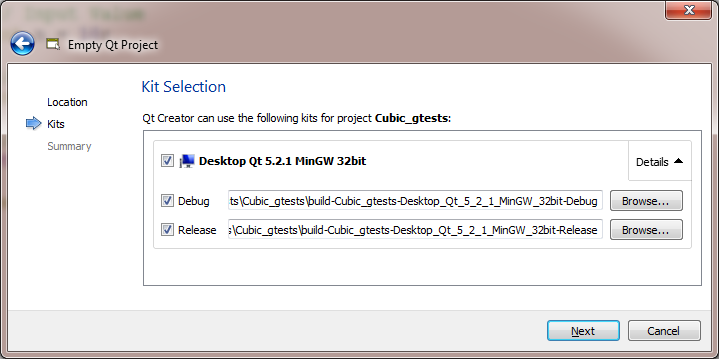 Input Value
Empty Qt Project
Kit Selection
Location
Kits
Summary
Qt Creator can use the following kits for project Cubic_gtests:
Desktop Qt 5.2.1 MinGW 32bit
Details
Debug ts\Cubic_gtests\build-Cubic_gtests-Desktop_Qt_5_2_1_MinGW_32bit-Debug Browse...
Release s\Cubic_gtests\build-Cubic_gtests-Desktop_Qt_5_2_1_MinGW_32bit-Release Browse...
Next Cancel